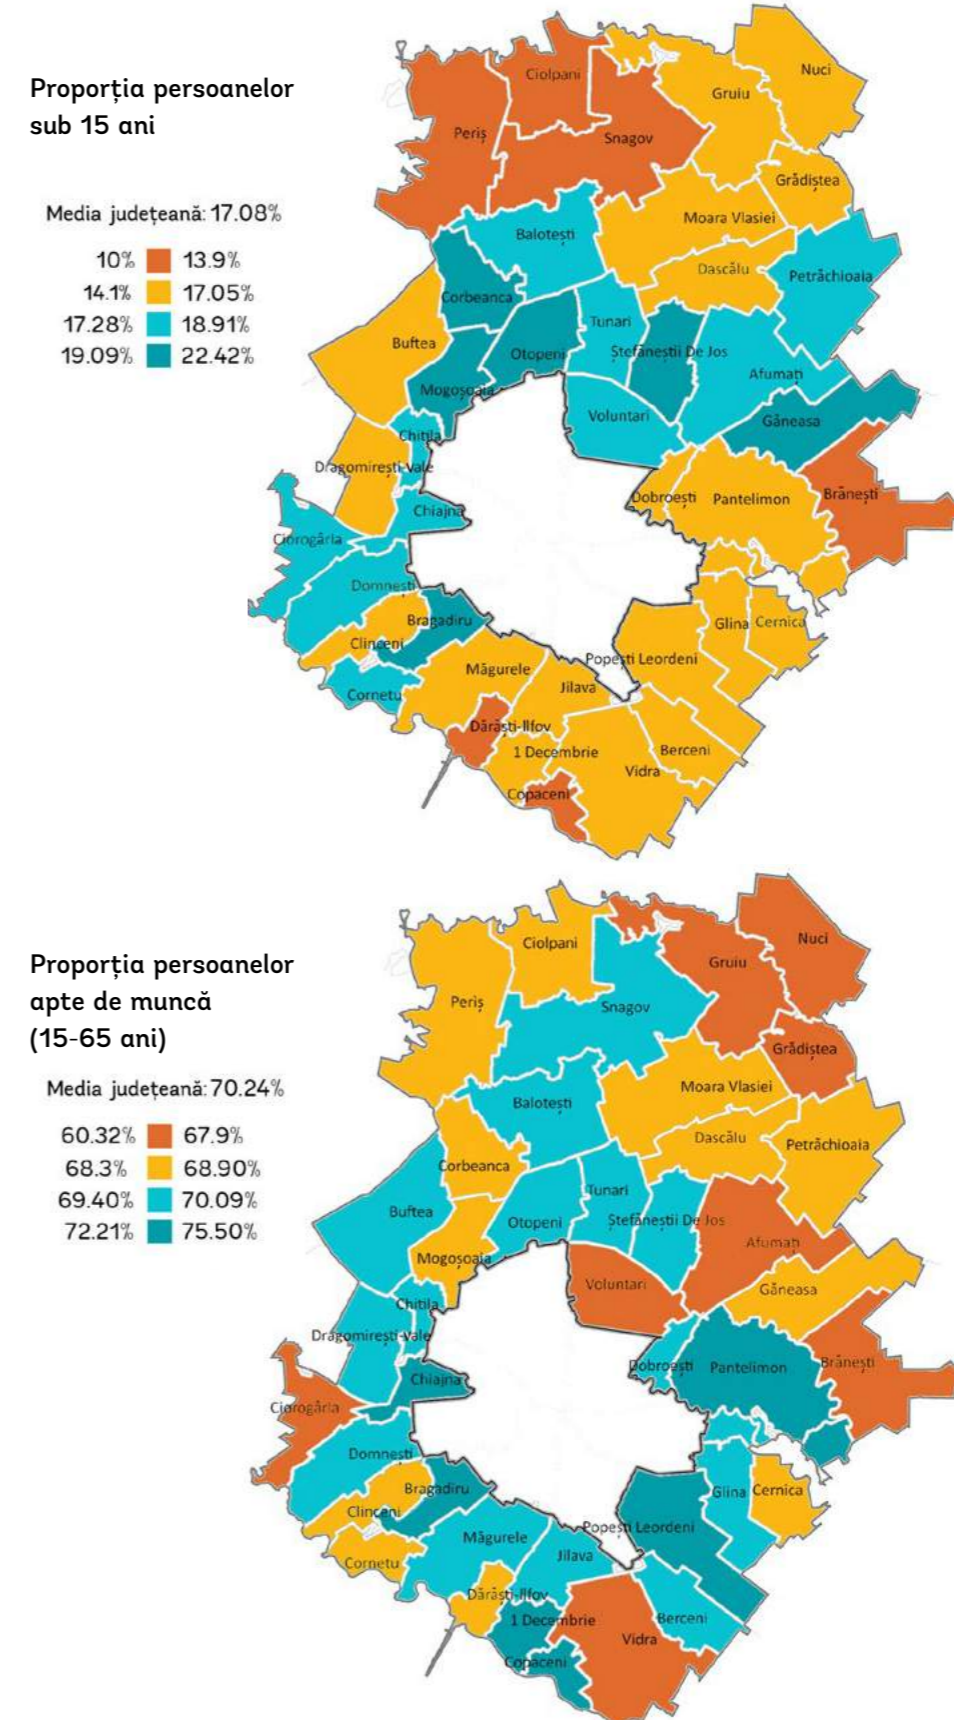 Proporția persoanelor
sub 15 ani
Media județeană: 17.08%
10% 13.9%
14.1% 17.05%
17.28% 18.91%
19.09% 22.42%
Ciolpani
Nuci
Gruiu
Periș
Snagov
Grădiștea
Moara Vlasiei
Balotești
Dascălu
Petrăchioaia
Corbeanca
Tunari
Buftea
Otopeni
Ștefăneștii De Jos
Afumați
Mogoșoaia
Voluntari
Găneasa
Chitila
Dragomirești-Vale
Brănești
Dobroești
Pantelimon
Chiajna
Ciorogârla
Domnești
Bragadiru
Glina
Cernica
Clinceni
Popești Leordeni
Măgurele
Jilava
Cornetu
Dărăști-Ilfov
1 Decembrie
Berceni
Vidra
Copaceni
Proporția persoanelor
apte de muncă
(15-65 ani)
Media județeană: 70.24%
60.32% 67.9%
68.3% 68.90%
69.40% 70.09%
72.21% 75.50%
Ciolpani
Nuci
Gruiu
Periș
Snagov
Grădiștea
Moara Vlasiei
Balotești
Dascălu
Petrăchioaia
Corbeanca
Tunari
Buftea
Otopeni
Ștefăneștii De Jos
Afumați
Mogoșoaia
Voluntari
Găneasa
Chitila
Dragomirești-Vale
Brănești
Dobroești
Pantelimon
Chiajna
Ciorogârla
Domnești
Bragadiru
Glina
Cernica
Clinceni
Popești Leordeni
Măgurele
Jilava
Cornetu
Dărăști-Ilfov
1 Decembrie
Berceni
Vidra
Copaceni